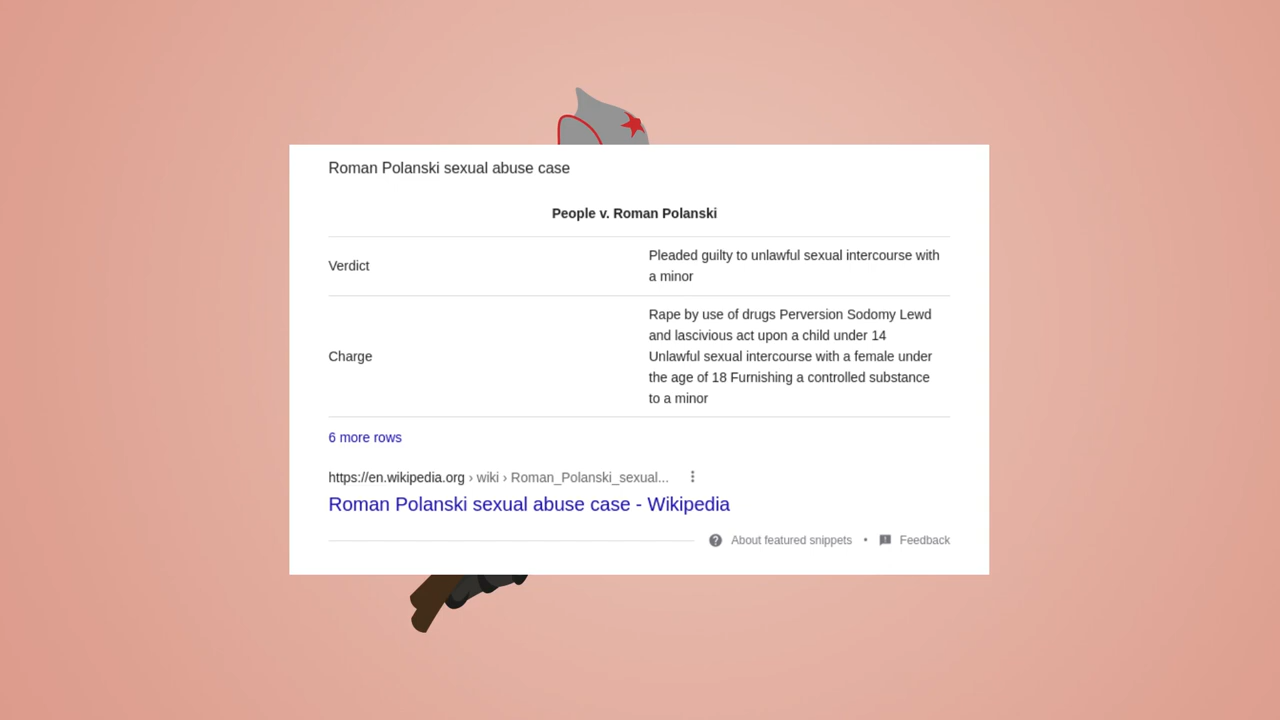 Roman Polanski sexual abuse case
People v. Roman Polanski
Verdict
Pleaded guilty to unlawful sexual intercourse with
a minor
Charge
Rape by use of drugs Perversion Sodomy Lewd
and lascivious act upon a child under 14
Unlawful sexual intercourse with a female under
the age of 18 Furnishing a controlled substance
to a minor
6 more rows
https://en.wikipedia.org › wiki › Roman_Polanski_sexual...
Roman Polanski sexual abuse case - Wikipedia
About featured snippets • Feedback